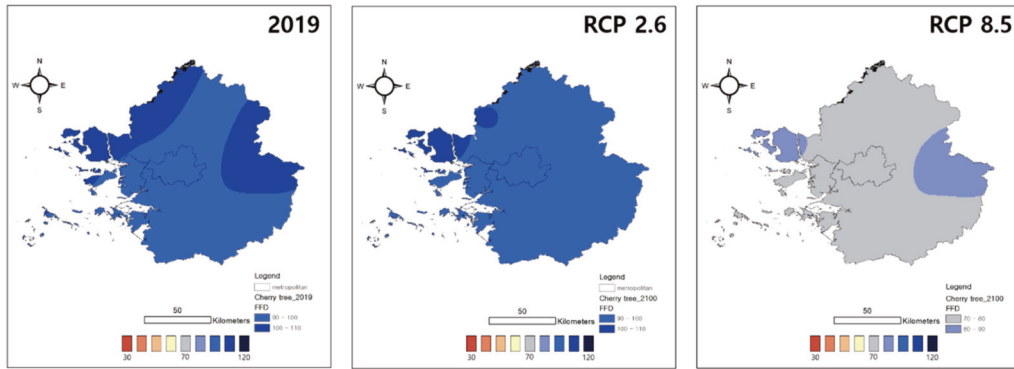 2019
N
W E
S
Legend
metropolitan
Cherry tree_2019
FFD
90 - 100
100 - 110
50
Kilometers
30 70 120
RCP 2.6
N
W E
S
Legend
metropolitan
Cherry tree_2100
FFD
90 - 100
100 - 110
50
Kilometers
30 70 120
RCP 8.5
N
W E
S
Legend
metropolitan
Cherry tree_2100
FFD
70 - 80
80 - 90
50
Kilometers
30 70 120